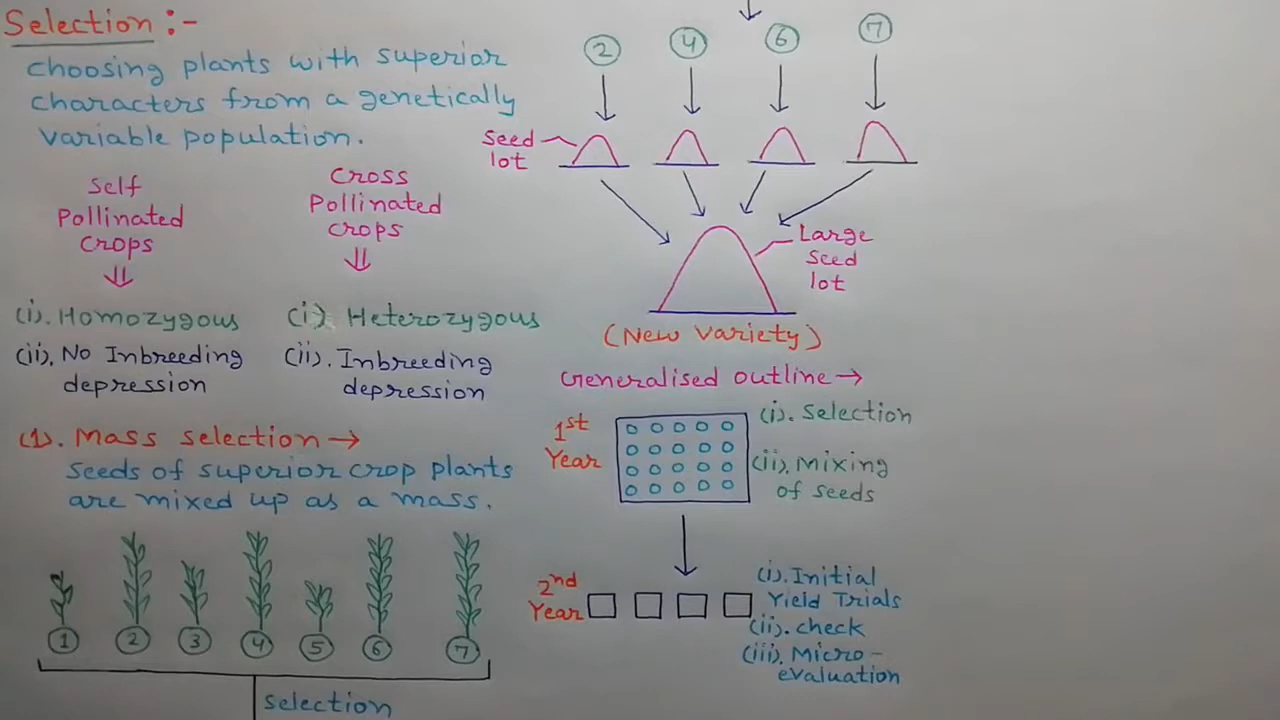 Selection :-
choosing plants with superior
characters from a genetically
variable population.
Self
Pollinated
crops
Cross
Pollinated
crops
(i). Homozygous
(ii). No Inbreeding
depression
(i) Heterozygous
(ii). Inbreeding
depression
(1). Mass selection →
Seeds of superior crop plants
are mixed up as a mass.
1 2 3 4 5 6 7
Selection
2 4 6 7
Seed
lot
Large
Seed
lot
(New Variety)
Generalised outline →
1st
Year
(i). Selection
(ii). Mixing
of seeds
2nd
Year
(i). Initial
Yield Trials
(ii). check
(iii). Micro-
evaluation